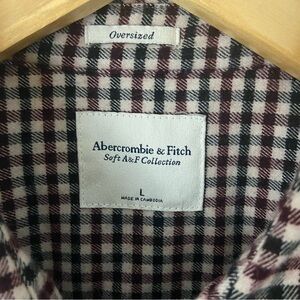 Oversized
Abercrombie & Fitch
Soft A&F Collection
L
MADE IN CAMBODIA